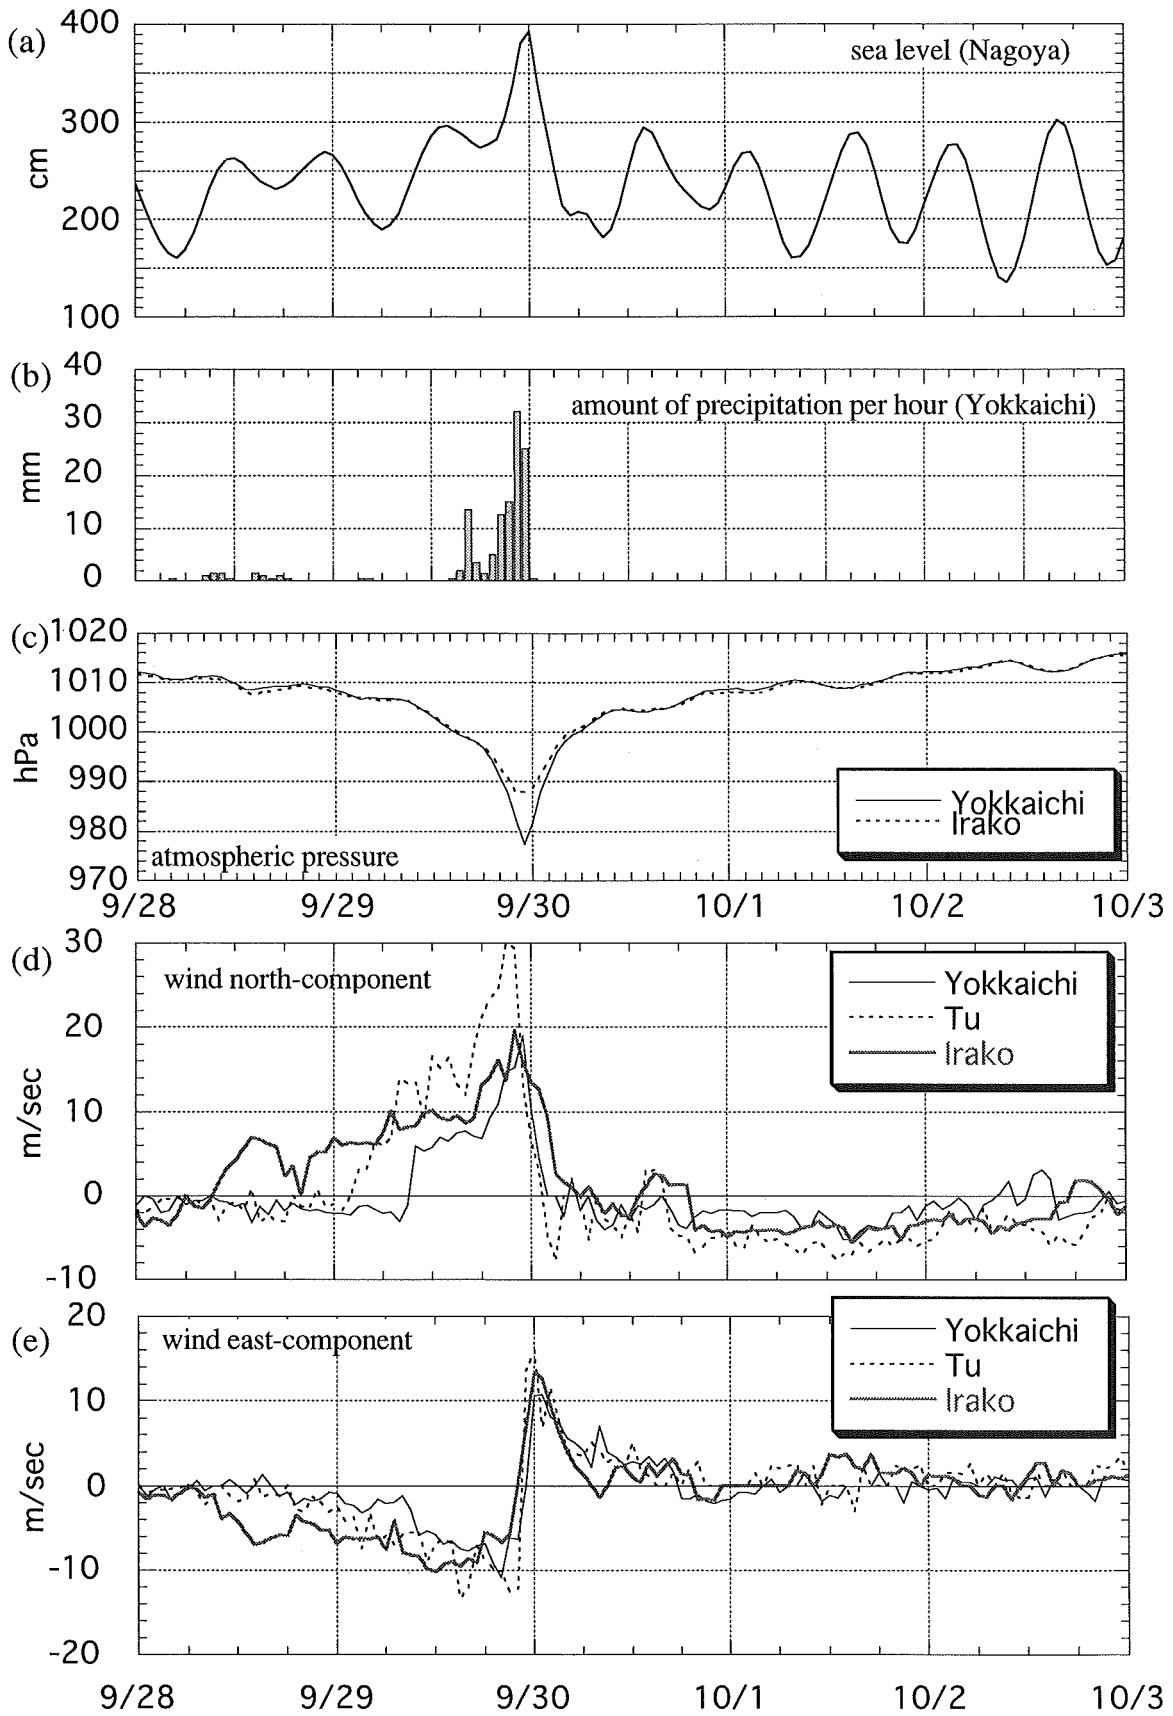 (a)
400
300
200
100
cm
sea level (Nagoya)
(b)
40
30
20
10
0
mm
amount of precipitation per hour (Yokkaichi)
(c)
1020
1010
1000
990
980
970
hPa
Yokkaichi
Irako
atmospheric pressure
9/28 9/29 9/30 10/1 10/2 10/3
(d)
30
20
10
0
-10
m/sec
wind north-component
Yokkaichi
Tu
Irako
(e)
20
10
0
-10
-20
m/sec
wind east-component
Yokkaichi
Tu
Irako
9/28 9/29 9/30 10/1 10/2 10/3